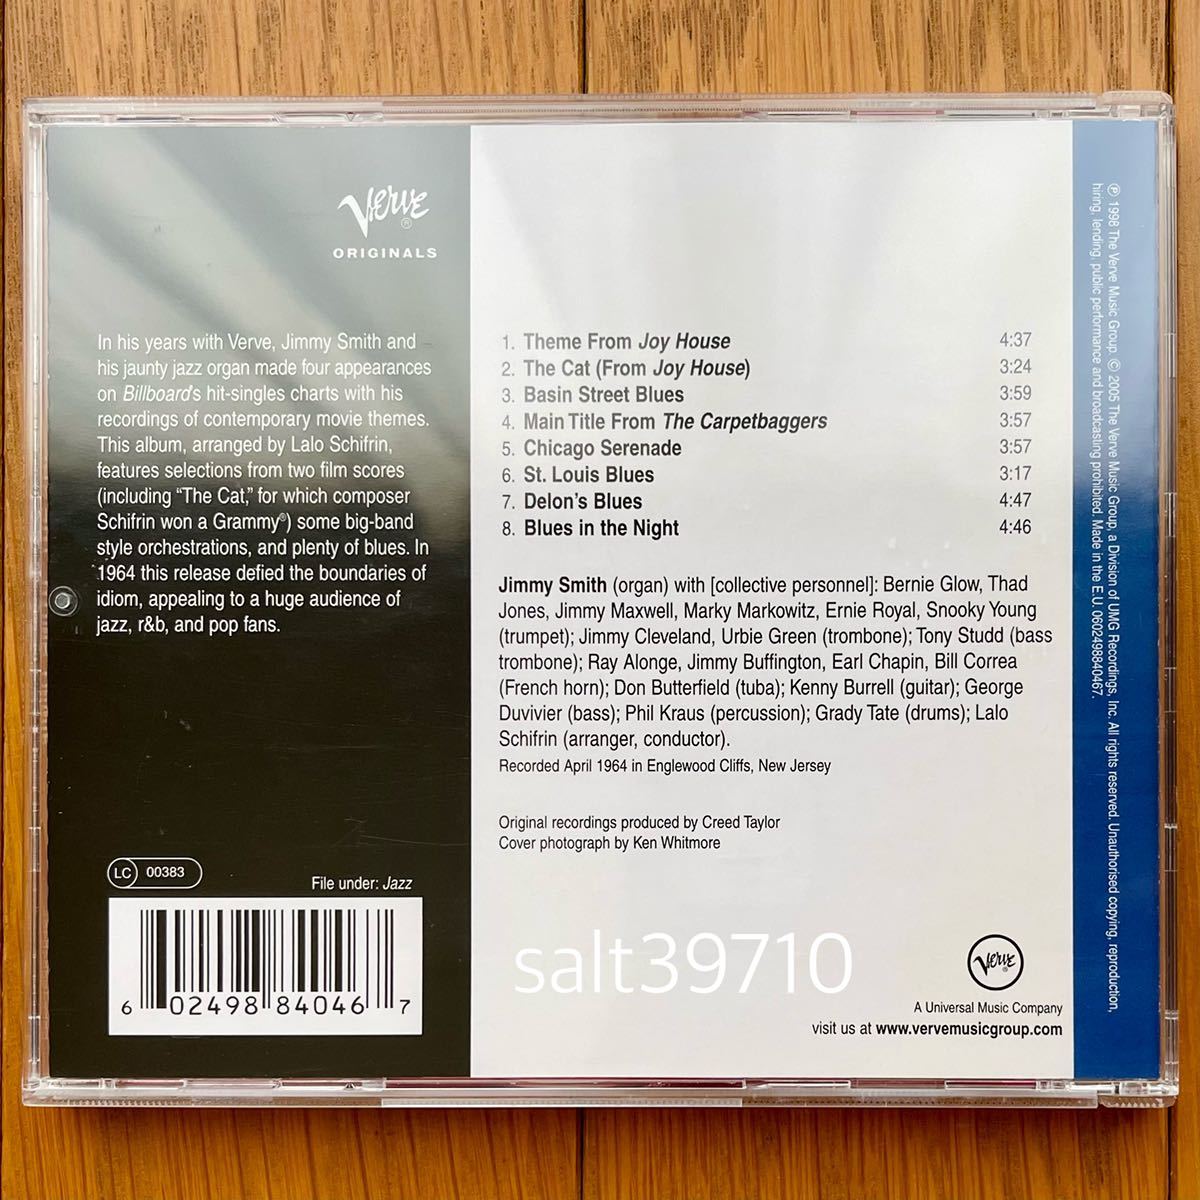 Verve®
ORIGINALS
In his years with Verve, Jimmy Smith and
his jaunty jazz organ made four appearances
on Billboard's hit-singles charts with his
recordings of contemporary movie themes.
This album, arranged by Lalo Schifrin,
features selections from two film scores
(including “The Cat,” for which composer
Schifrin won a Grammy®) some big-band
style orchestrations, and plenty of blues. In
1964 this release defied the boundaries of
idiom, appealing to a huge audience of
jazz, r&b, and pop fans.
LC 00383
File under: Jazz
6 02498 84046 7
1. Theme From Joy House 4:37
2. The Cat (From Joy House) 3:24
3. Basin Street Blues 3:59
4. Main Title From The Carpetbaggers 3:57
5. Chicago Serenade 3:57
6. St. Louis Blues 3:17
7. Delon's Blues 4:47
8. Blues in the Night 4:46
Jimmy Smith (organ) with [collective personnel]: Bernie Glow, Thad
Jones, Jimmy Maxwell, Marky Markowitz, Ernie Royal, Snooky Young
(trumpet); Jimmy Cleveland, Urbie Green (trombone); Tony Studd (bass
trombone); Ray Alonge, Jimmy Buffington, Earl Chapin, Bill Correa
(French horn); Don Butterfield (tuba); Kenny Burrell (guitar); George
Duvivier (bass); Phil Kraus (percussion); Grady Tate (drums); Lalo
Schifrin (arranger, conductor).
Recorded April 1964 in Englewood Cliffs, New Jersey
Original recordings produced by Creed Taylor
Cover photograph by Ken Whitmore
salt39710
Verve
A Universal Music Company
visit us at www.vervemusicgroup.com
℗ 1998 The Verve Music Group. © 2005 The Verve Music Group, a Division of UMG Recordings, Inc. All rights reserved. Unauthorised copying, reproduction,
hiring, lending, public performance and broadcasting prohibited. Made in the E.U. 0602498840467.